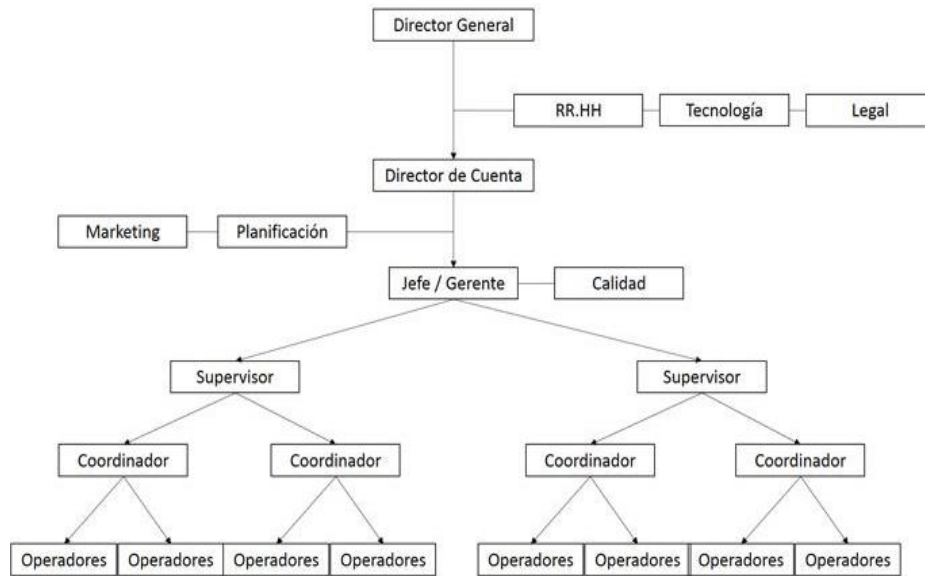 Director General
RR.HH Tecnología Legal
Director de Cuenta
Marketing Planificación
Jefe / Gerente Calidad
Supervisor Supervisor
Coordinador Coordinador Coordinador Coordinador
Operadores Operadores Operadores Operadores Operadores Operadores Operadores Operadores